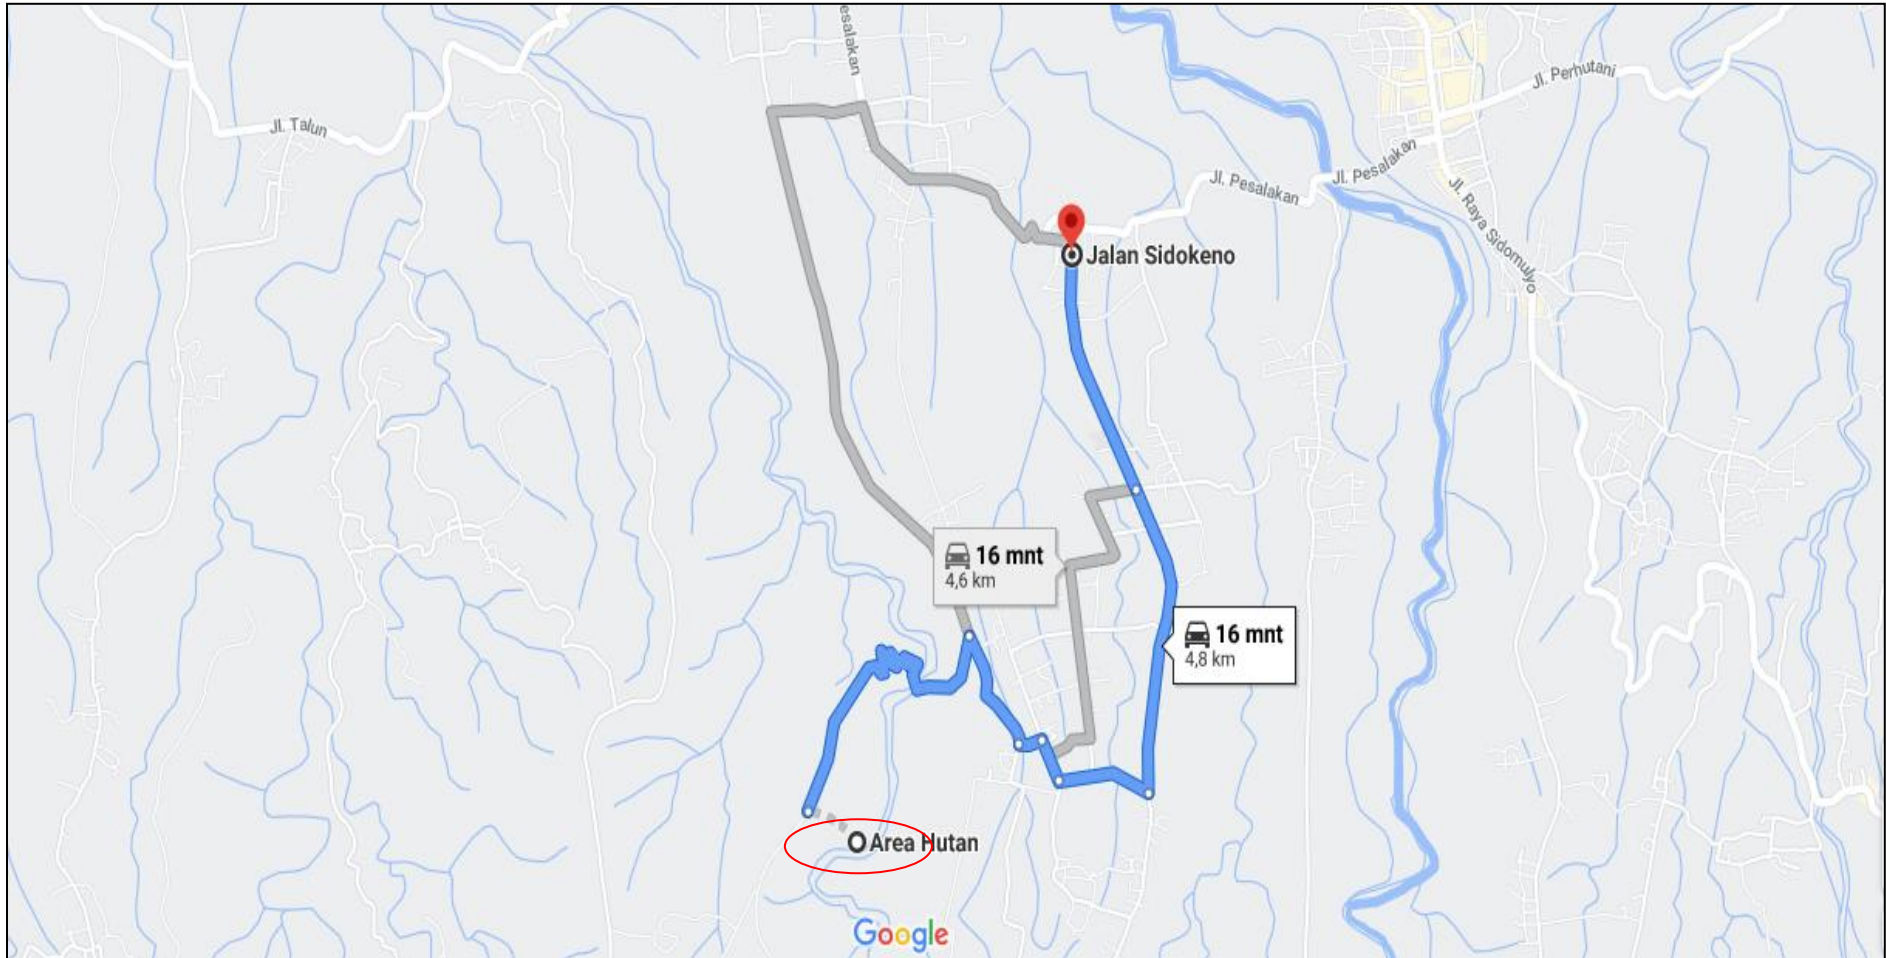 esalakan
Jl. Perhutani
Jl. Talun
Jl. Pesalakan
Jl. Pesalakan
Jl. Raya Sidomulyo
Jalan Sidokeno
16 mnt
4,6 km
16 mnt
4,8 km
Area Hutan
Google